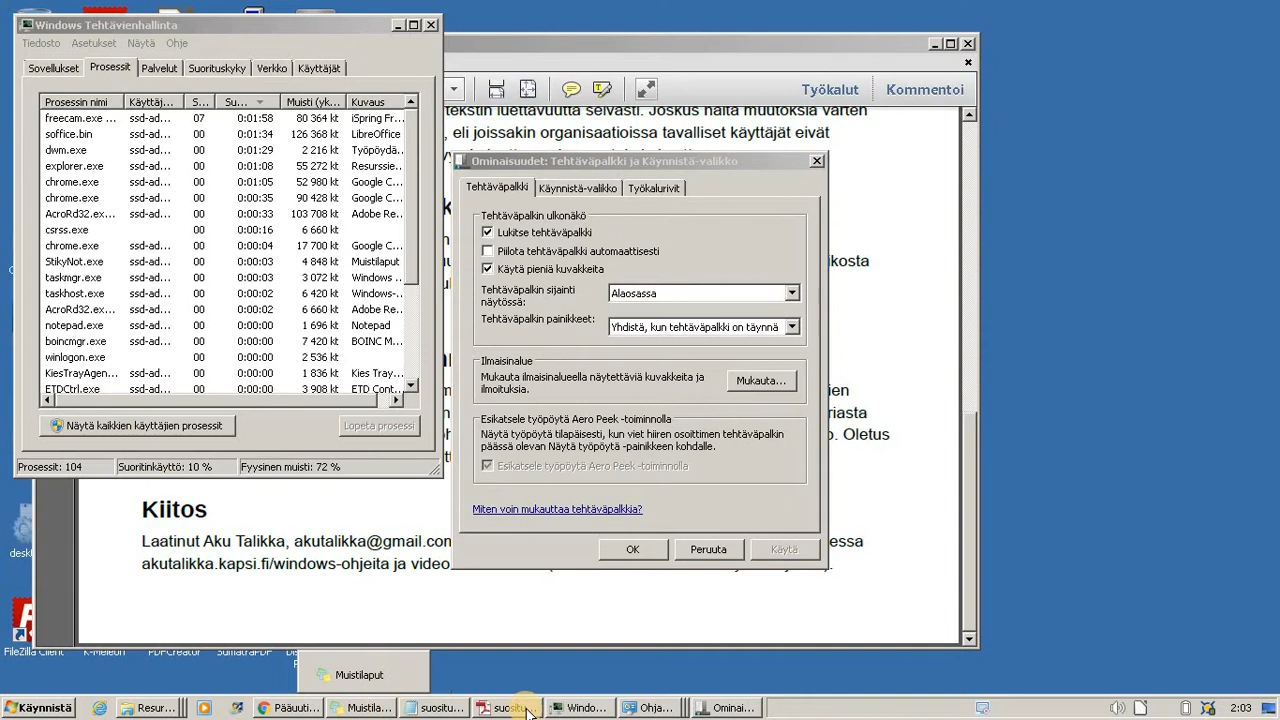 Windows Tehtävienhallinta
Tiedosto Asetukset Näytä Ohje
Sovellukset Prosessit Palvelut Suorituskyky Verkko Käyttäjät
Prosessin nimi Käyttäj... S... Su... Muisti (yk... Kuvaus
freecam.exe ... ssd-ad... 07 0:01:56 80 364 kt iSpring Fr...
soffice.bin ssd-ad... 00 0:01:34 126 368 kt LibreOffice
dwm.exe ssd-ad... 00 0:01:29 2 216 kt Työpöydä...
explorer.exe ssd-ad... 00 0:01:08 55 272 kt Resurssie...
chrome.exe ssd-ad... 00 0:01:05 52 980 kt Google C...
chrome.exe ssd-ad... 00 0:00:35 90 428 kt Google C...
AcroRd32.ex... ssd-ad... 00 0:00:33 103 708 kt Adobe Re...
csrss.exe 00 0:00:16 6 660 kt
chrome.exe ssd-ad... 00 0:00:04 17 700 kt Google C...
StikyNot.exe ssd-ad... 00 0:00:03 4 848 kt Muistilaput
taskmgr.exe ssd-ad... 00 0:00:03 3 072 kt Windows ...
taskhost.exe ssd-ad... 00 0:00:02 6 420 kt Windows-...
AcroRd32.ex... ssd-ad... 00 0:00:02 6 660 kt Adobe Re...
notepad.exe ssd-ad... 00 0:00:00 1 696 kt Notepad
boincmgr.exe ssd-ad... 00 0:00:00 7 420 kt BOINC M...
winlogon.exe 00 0:00:00 2 536 kt
KiesTrayAgen... ssd-ad... 00 0:00:00 1 836 kt Kies Tray...
ETDCtrl.exe ssd-ad... 00 0:00:00 3 908 kt ETD Cont...
Näytä kaikkien käyttäjien prosessit Lopeta prosessi
Prosessit: 104 Suoritinkäyttö: 10 % Fyysinen muisti: 72 %
Työkalut Kommentoi
tekstin luettavuutta selvästi. Joskus näitä muutoksia varten
, eli joissakin organisaatioissa tavalliset käyttäjät eivät
Ominaisuudet: Tehtäväpalkki ja Käynnistä-valikko
Tehtäväpalkki Käynnistä-valikko Työkalurivit
Tehtäväpalkin ulkonäkö
Lukitse tehtäväpalkki
Piilota tehtäväpalkki automaattisesti
Käytä pieniä kuvakkeita
Tehtäväpalkin sijainti näytössä: Alaosassa
Tehtäväpalkin painikkeet: Yhdistä, kun tehtäväpalkki on täynnä
Ilmaisinalue
Mukauta ilmaisinalueella näytettäviä kuvakkeita ja
ilmoituksia.
Mukauta...
Esikatsele työpöytä Aero Peek -toiminnolla
Näytä työpöytä tilapäisesti, kun viet hiiren osoittimen tehtäväpalkin
päässä olevan Näytä työpöytä -painikkeen kohdalle.
Esikatsele työpöytä Aero Peek -toiminnolla
Miten voin mukauttaa tehtäväpalkkia?
OK Peruuta Käytä
Oletus
Kiitos
Laatinut Aku Talikka, akutalikka@gmail.com
akutalikka.kapsi.fi/windows-ohjeita ja video
FileZilla Client K-Meleon PDFCreator SumatraPDF
Muistilaput
Käynnistä Resur... Pääuuti... Muistila... suositu... suositu... Windo... Ohja... Ominai... 2:03